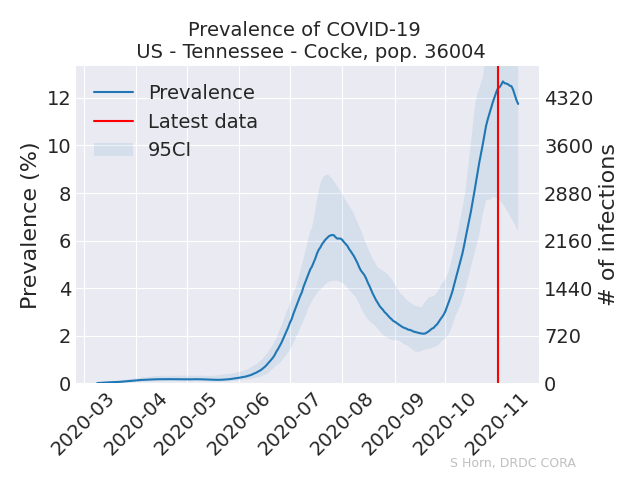 Prevalence of COVID-19
US - Tennessee - Cocke, pop. 36004
Prevalence
Latest data
95CI
Prevalence (%)
12
10
8
6
4
2
0
4320
3600
2880
2160
1440
720
0
# of infections
2020-03
2020-04
2020-05
2020-06
2020-07
2020-08
2020-09
2020-10
2020-11
S Horn, DRDC CORA